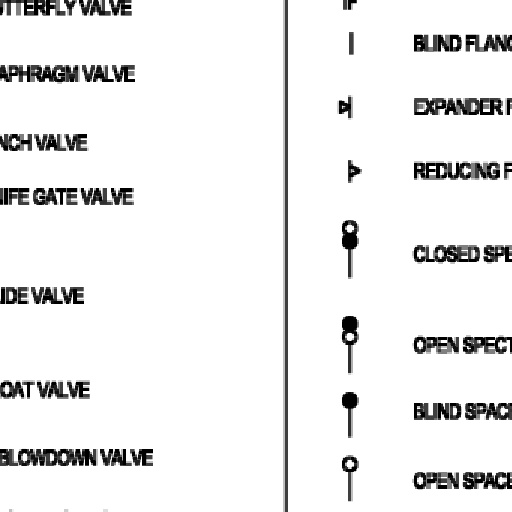 UTTERFLY VALVE
APHRAGM VALVE
NCH VALVE
NIFE GATE VALVE
IDE VALVE
OAT VALVE
BLOWDOWN VALVE
BLIND FLANG
EXPANDER F
REDUCING F
CLOSED SPE
OPEN SPECT
BLIND SPACE
OPEN SPACE